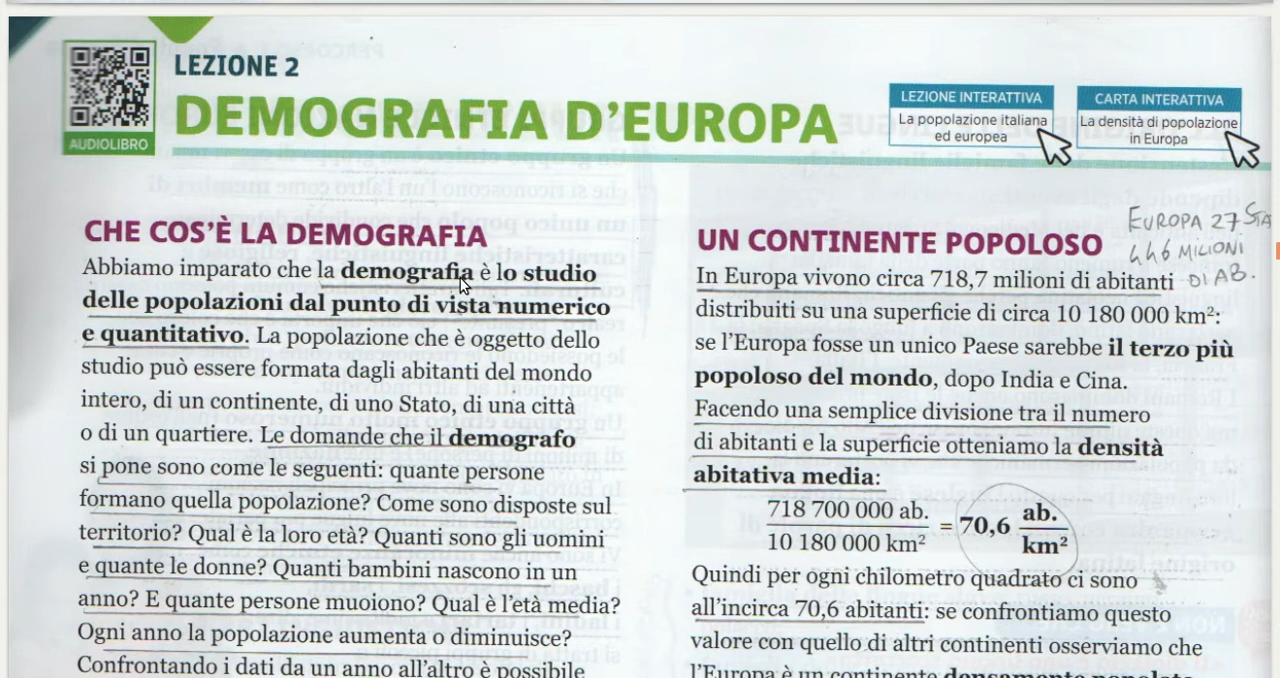 LEZIONE 2
DEMOGRAFIA D'EUROPA
AUDIOLIBRO
LEZIONE INTERATTIVA
La popolazione italiana
ed europea
CARTA INTERATTIVA
La densità di popolazione
in Europa
CHE COS'È LA DEMOGRAFIA
Abbiamo imparato che la demografia è lo studio
delle popolazioni dal punto di vista numerico
e quantitativo. La popolazione che è oggetto dello
studio può essere formata dagli abitanti del mondo
intero, di un continente, di uno Stato, di una città
o di un quartiere. Le domande che il demografo
si pone sono come le seguenti: quante persone
formano quella popolazione? Come sono disposte sul
territorio? Qual è la loro età? Quanti sono gli uomini
e quante le donne? Quanti bambini nascono in un
anno? E quante persone muoiono? Qual è l'età media?
Ogni anno la popolazione aumenta o diminuisce?
Confrontando i dati da un anno all'altro è possibile
UN CONTINENTE POPOLOSO
EUROPA 27 STA
446 MILIONI
DI AB.
In Europa vivono circa 718,7 milioni di abitanti
distribuiti su una superficie di circa 10 180 000 km²:
se l'Europa fosse un unico Paese sarebbe il terzo più
popoloso del mondo, dopo India e Cina.
Facendo una semplice divisione tra il numero
di abitanti e la superficie otteniamo la densità
abitativa media:
718 700 000 ab.
10 180 000 km²
= 70,6 ab.
km²
Quindi per ogni chilometro quadrato ci sono
all'incirca 70,6 abitanti: se confrontiamo questo
valore con quello di altri continenti osserviamo che
l'Europa è un continente densamente popolato